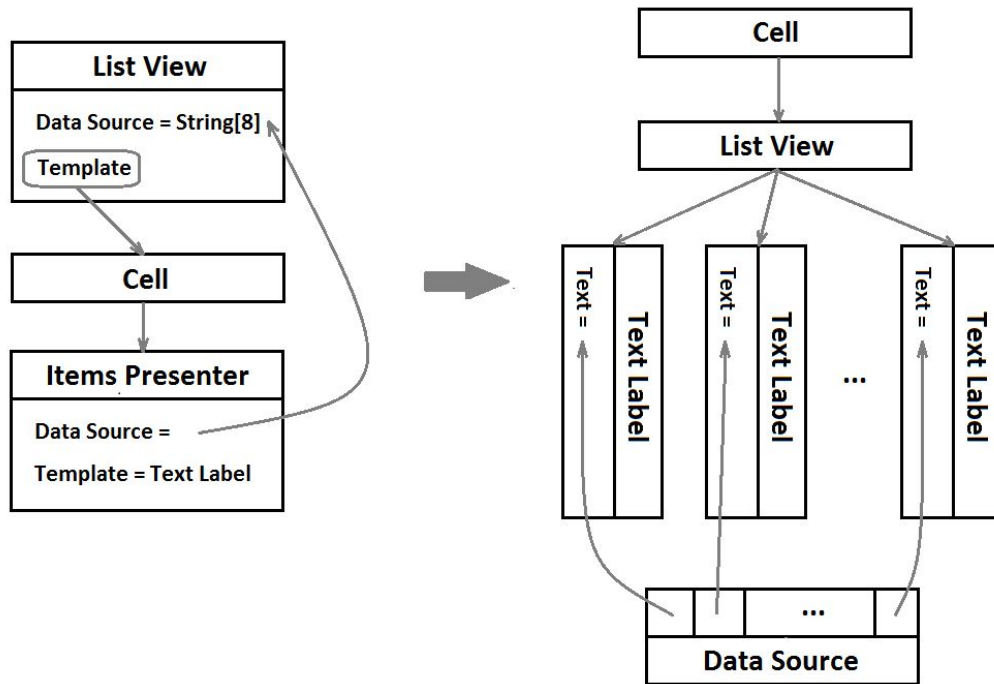 List View
Data Source = String[8]
Template
Cell
Items Presenter
Data Source =
Template = Text Label
Cell
List View
Text =
Text Label
Text =
Text Label
...
Text =
Text Label
...
Data Source